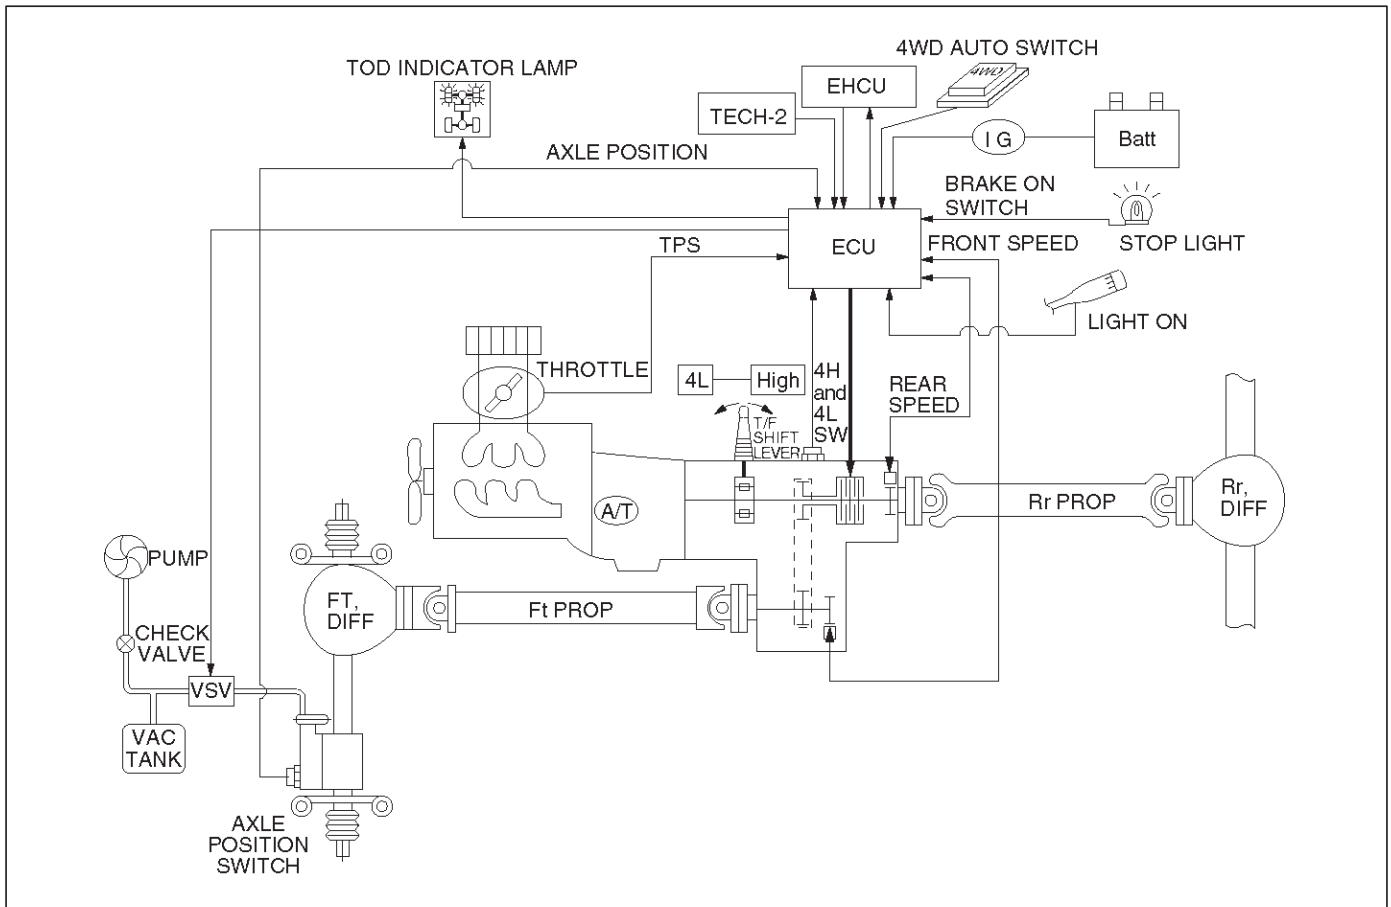 4WD AUTO SWITCH
TOD INDICATOR LAMP
4WD
EHCU
TECH-2
I G
Batt
AXLE POSITION
BRAKE ON
SWITCH
ECU
FRONT SPEED
STOP LIGHT
TPS
LIGHT ON
THROTTLE
4L
High
4H
and
4L
SW
REAR
SPEED
T/F
SHIFT
LEVER
A/T
Rr PROP
Rr,
DIFF
PUMP
FT,
DIFF
Ft PROP
CHECK
VALVE
VSV
VAC
TANK
AXLE
POSITION
SWITCH